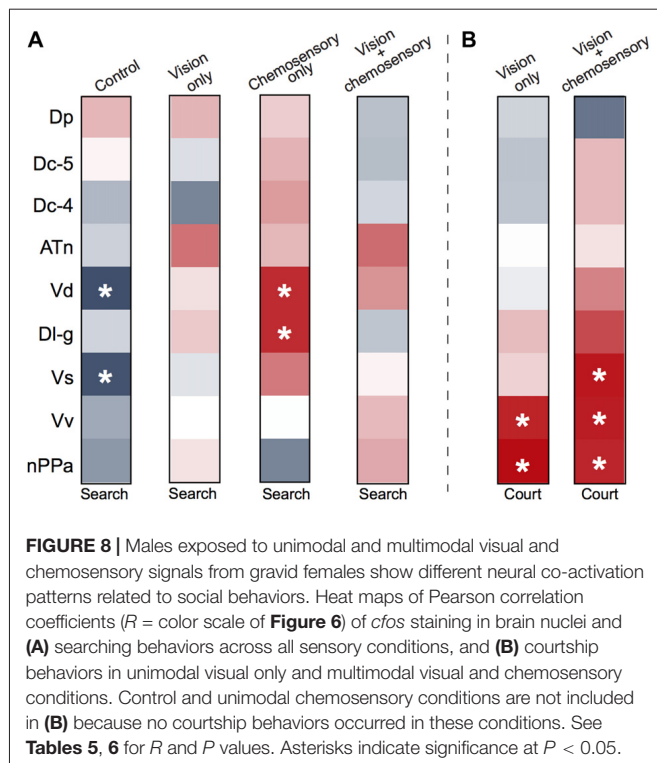 A
B
Control
Vision
only
Chemosensory
only
Vision
+
chemosensory
Vision
only
Vision
+
chemosensory
Dp
Dc-5
Dc-4
ATn
Vd
* *
Dl-g
*
Vs
* *
Vv
* *
nPPa
* *
Search Search Search Search Court Court
FIGURE 8 | Males exposed to unimodal and multimodal visual and
chemosensory signals from gravid females show different neural co-activation
patterns related to social behaviors. Heat maps of Pearson correlation
coefficients (R = color scale of Figure 6) of cfos staining in brain nuclei and
(A) searching behaviors across all sensory conditions, and (B) courtship
behaviors in unimodal visual only and multimodal visual and chemosensory
conditions. Control and unimodal chemosensory conditions are not included
in (B) because no courtship behaviors occurred in these conditions. See
Tables 5, 6 for R and P values. Asterisks indicate significance at P < 0.05.